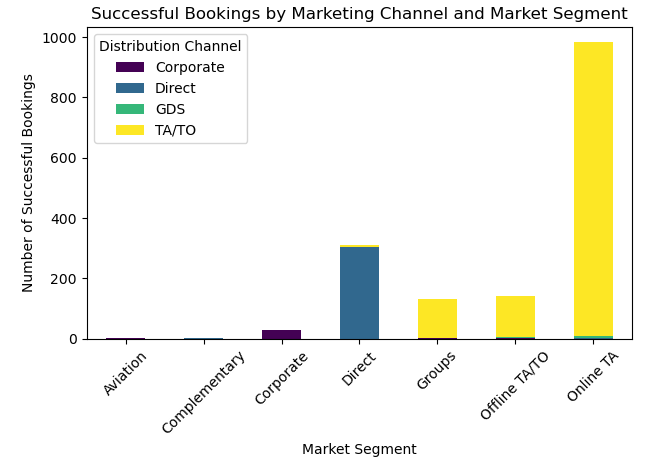 Successful Bookings by Marketing Channel and Market Segment
Number of Successful Bookings
1000
800
600
400
200
0
Distribution Channel
Corporate
Direct
GDS
TA/TO
Aviation
Complementary
Corporate
Direct
Groups
Offline TA/TO
Online TA
Market Segment